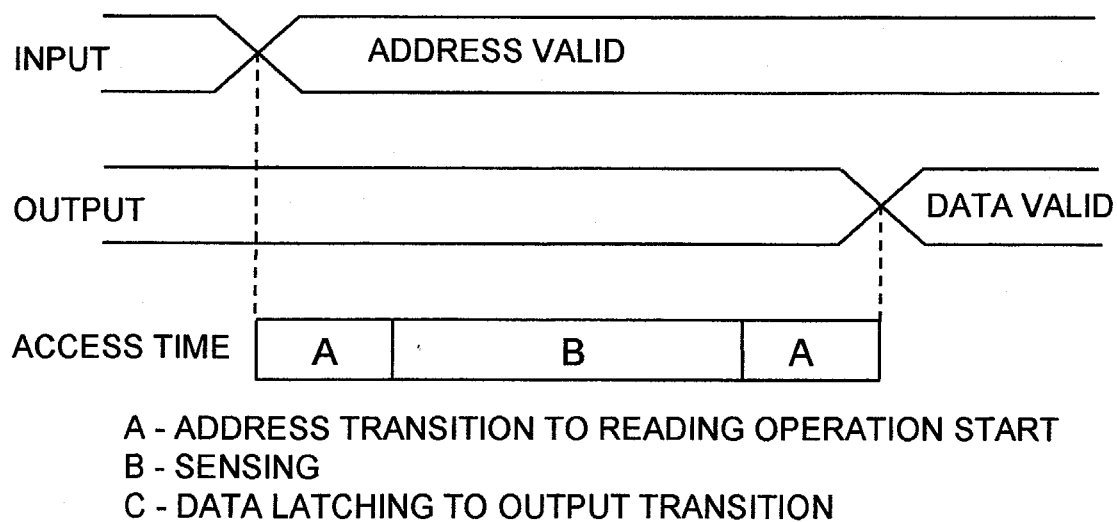 INPUT
ADDRESS VALID
OUTPUT
DATA VALID
ACCESS TIME
A
B
A
A - ADDRESS TRANSITION TO READING OPERATION START
B - SENSING
C - DATA LATCHING TO OUTPUT TRANSITION